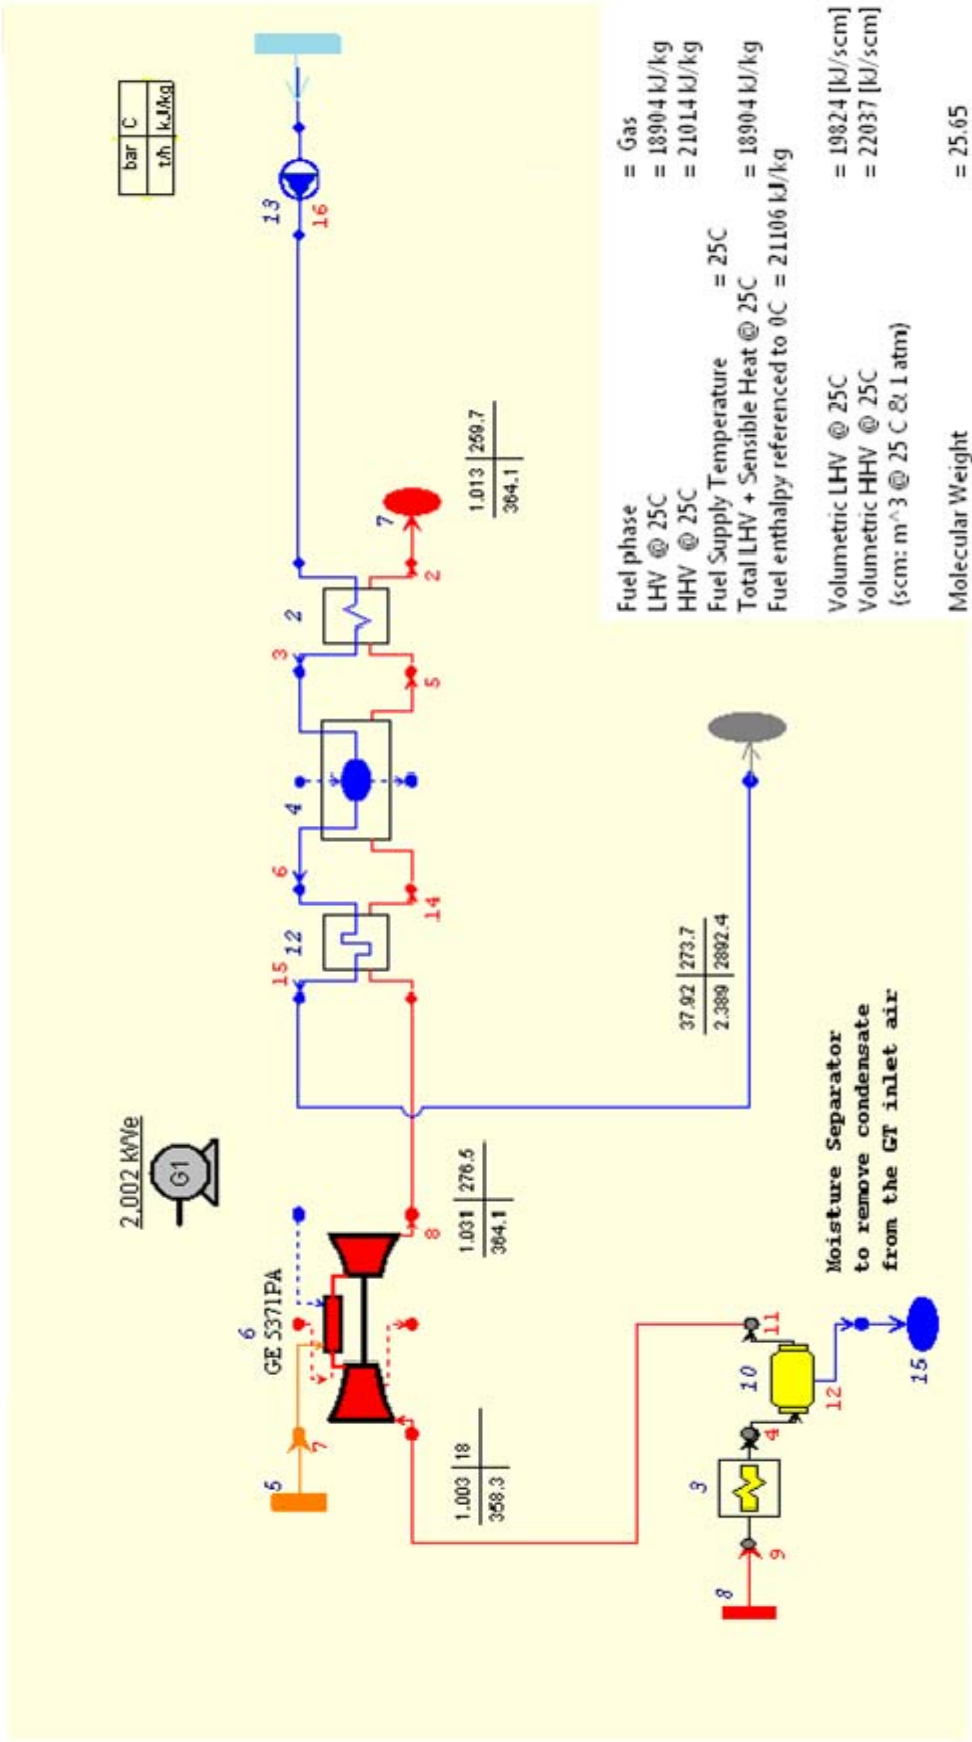 bar C
t/h kJ/kg
2,002 kWe
G1
6
GE 5371PA
5
7
8
1.003 18
358.3
1.031 276.5
364.1
15
12
14
6
4
5
3
2
2
7
1.013 259.7
364.1
13
16
37.92 273.7
2.389 2892.4
8
9
3
4
10
11
12
15
Moisture Separator
to remove condensate
from the GT inlet air
Fuel phase = Gas
LHV @ 25C = 18904 kJ/kg
HHV @ 25C = 21014 kJ/kg
Fuel Supply Temperature = 25C
Total LHV + Sensible Heat @ 25C = 18904 kJ/kg
Fuel enthalpy referenced to 0C = 21106 kJ/kg
Volumetric LHV @ 25C = 19824 [kJ/scm]
Volumetric HHV @ 25C = 22037 [kJ/scm]
(scm: m^3 @ 25 C & 1 atm)
Molecular Weight = 25.65